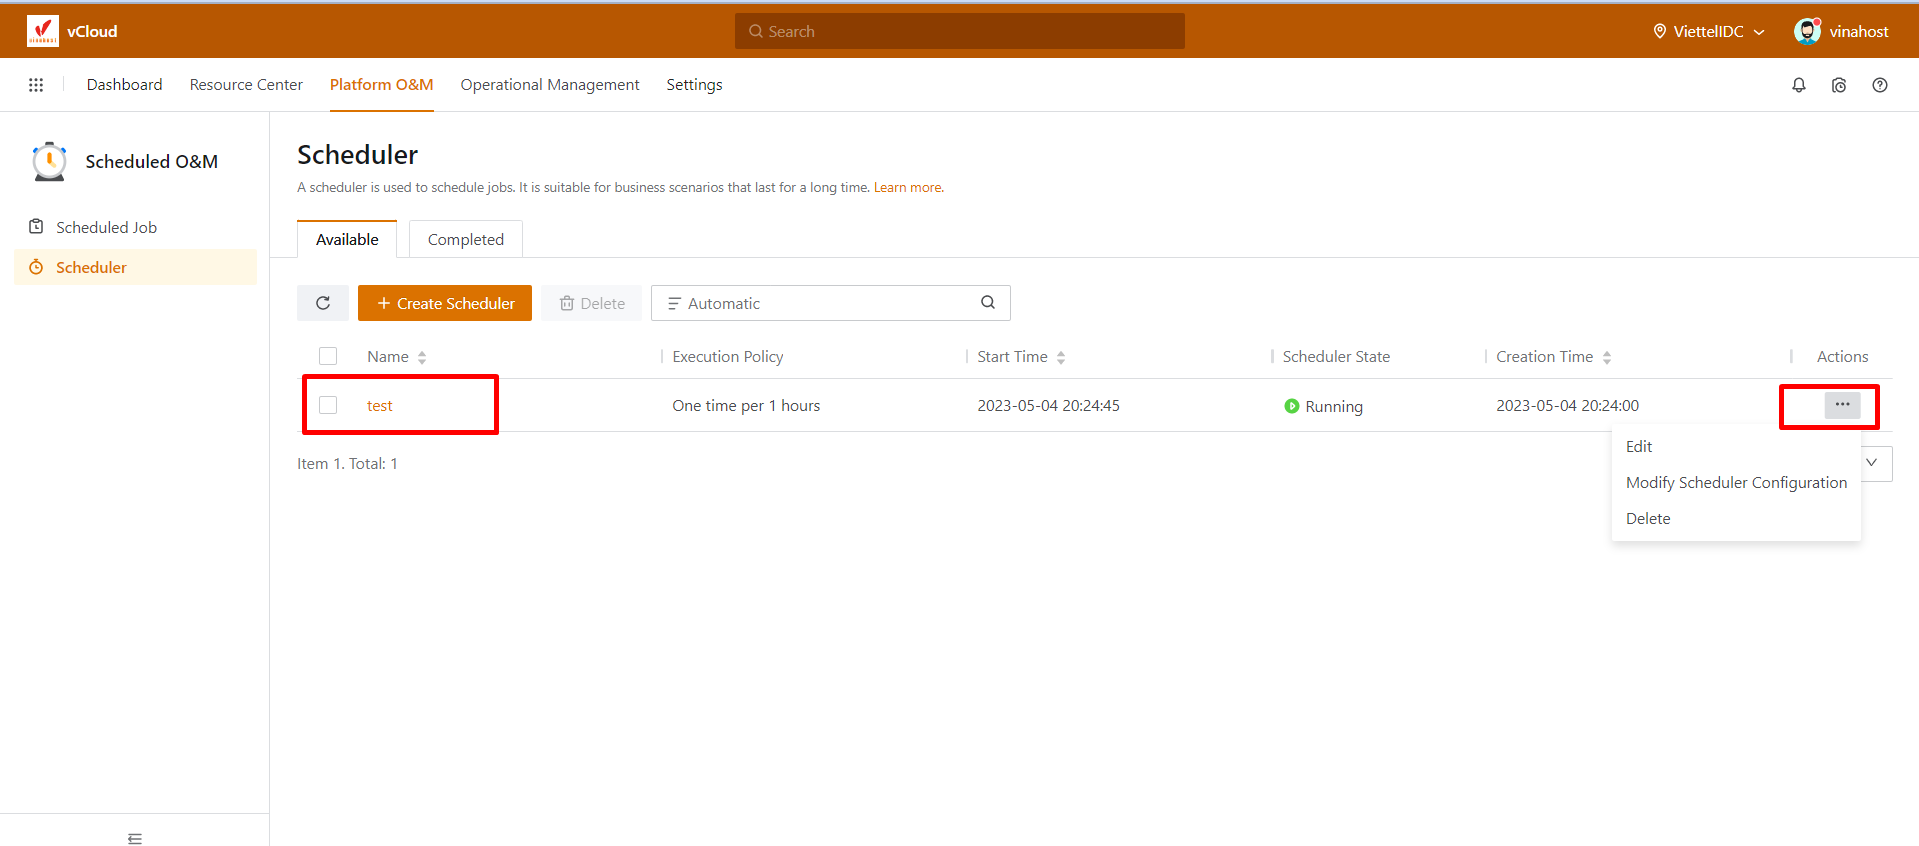 vCloud
Search
ViettelIDC
vinahost
Dashboard
Resource Center
Platform O&M
Operational Management
Settings
Scheduled O&M
Scheduled Job
Scheduler
Scheduler
A scheduler is used to schedule jobs. It is suitable for business scenarios that last for a long time. Learn more.
Available
Completed
+ Create Scheduler
Delete
Automatic
Name
Execution Policy
Start Time
Scheduler State
Creation Time
Actions
test
One time per 1 hours
2023-05-04 20:24:45
Running
2023-05-04 20:24:00
Edit
Modify Scheduler Configuration
Delete
Item 1. Total: 1